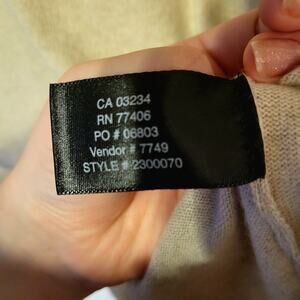 CA 03234
RN 77406
PO # 06803
Vendor # 7749
STYLE # 2300070